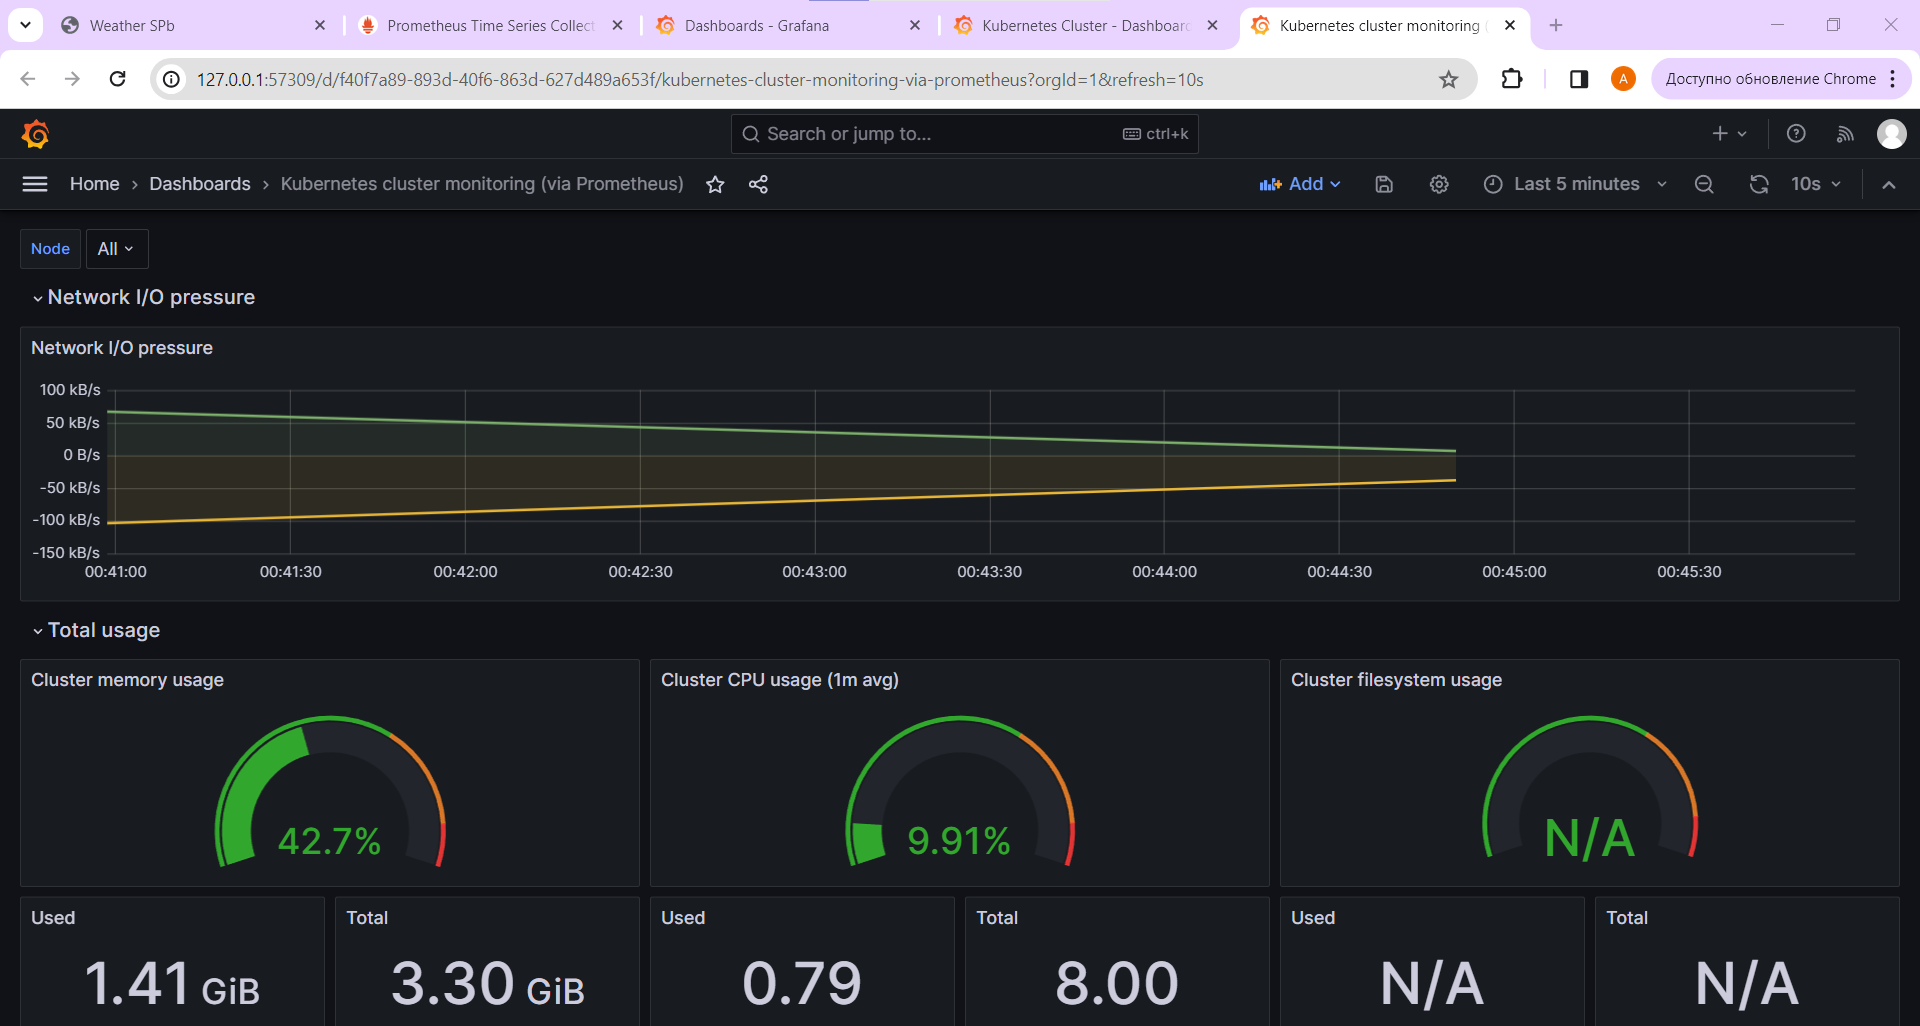 Weather SPb
Prometheus Time Series Collect
Dashboards - Grafana
Kubernetes Cluster - Dashboard
Kubernetes cluster monitoring (
127.0.0.1:57309/d/f40f7a89-893d-40f6-863d-627d489a653f/kubernetes-cluster-monitoring-via-prometheus?orgId=1&refresh=10s
A
Доступно обновление Chrome
Search or jump to...
ctrl+k
Home › Dashboards › Kubernetes cluster monitoring (via Prometheus)
Add
Last 5 minutes
10s
Node
All
Network I/O pressure
Network I/O pressure
100 kB/s
50 kB/s
0 B/s
-50 kB/s
-100 kB/s
-150 kB/s
00:41:00
00:41:30
00:42:00
00:42:30
00:43:00
00:43:30
00:44:00
00:44:30
00:45:00
00:45:30
Total usage
Cluster memory usage
42.7%
Cluster CPU usage (1m avg)
9.91%
Cluster filesystem usage
N/A
Used
1.41 GiB
Total
3.30 GiB
Used
0.79
Total
8.00
Used
N/A
Total
N/A